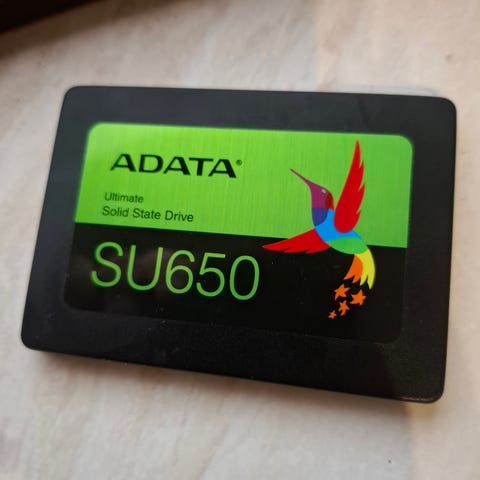 ADATA®
Ultimate
Solid State Drive
SU650